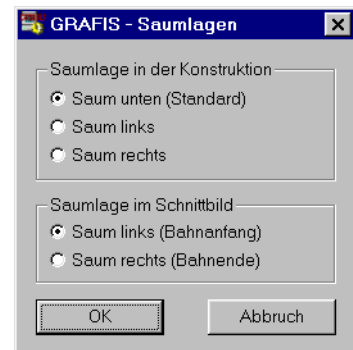 GRAFIS - Saumlagen
Saumlage in der Konstruktion
Saum unten (Standard)
Saum links
Saum rechts
Saumlage im Schnittbild
Saum links (Bahnanfang)
Saum rechts (Bahnende)
OK Abbruch